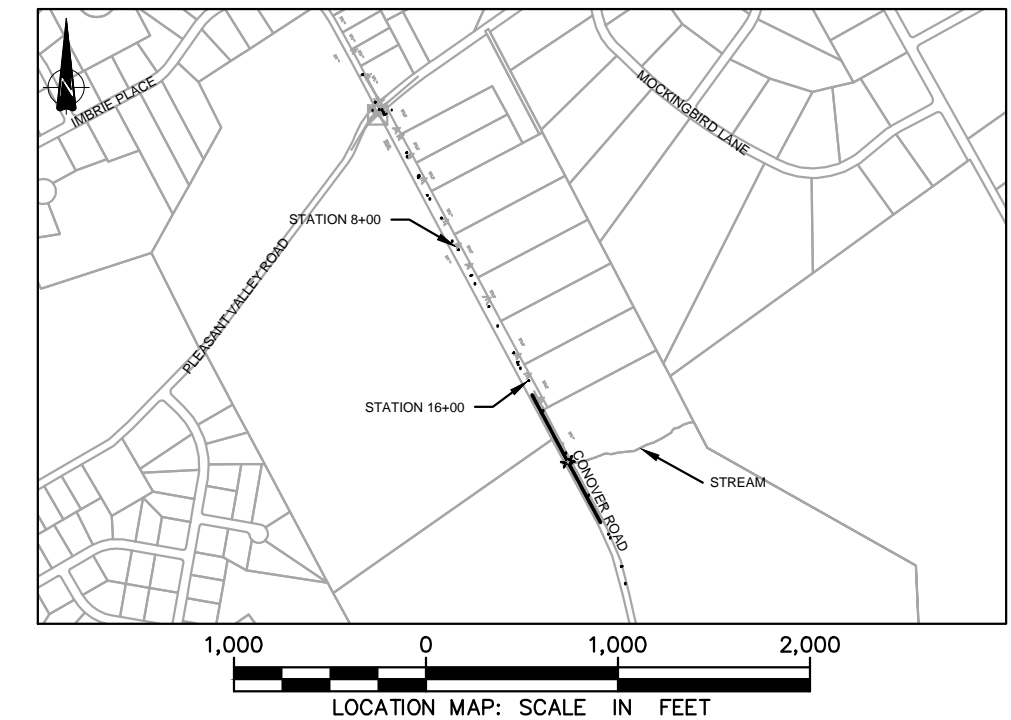 N
IMBRIE PLACE
MOCKINGBIRD LANE
STATION 8+00
PLEASANT VALLEY ROAD
STATION 16+00
CONOVER ROAD
STREAM
1,000 0 1,000 2,000
LOCATION MAP: SCALE IN FEET